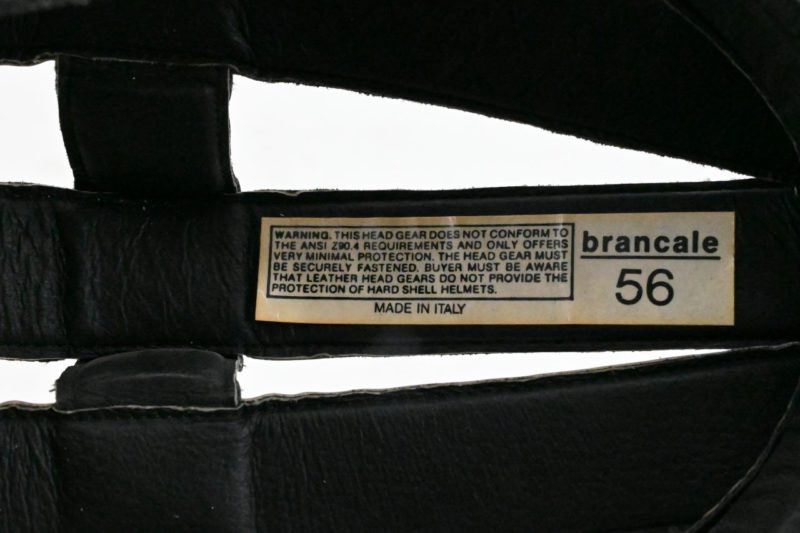 WARNING. THIS HEAD GEAR DOES NOT CONFORM TO
THE ANSI Z90.4 REQUIREMENTS AND ONLY OFFERS
VERY MINIMAL PROTECTION. THE HEAD GEAR MUST
BE SECURELY FASTENED. BUYER MUST BE AWARE
THAT LEATHER HEAD GEARS DO NOT PROVIDE THE
PROTECTION OF HARD SHELL HELMETS.
MADE IN ITALY
brancale
56